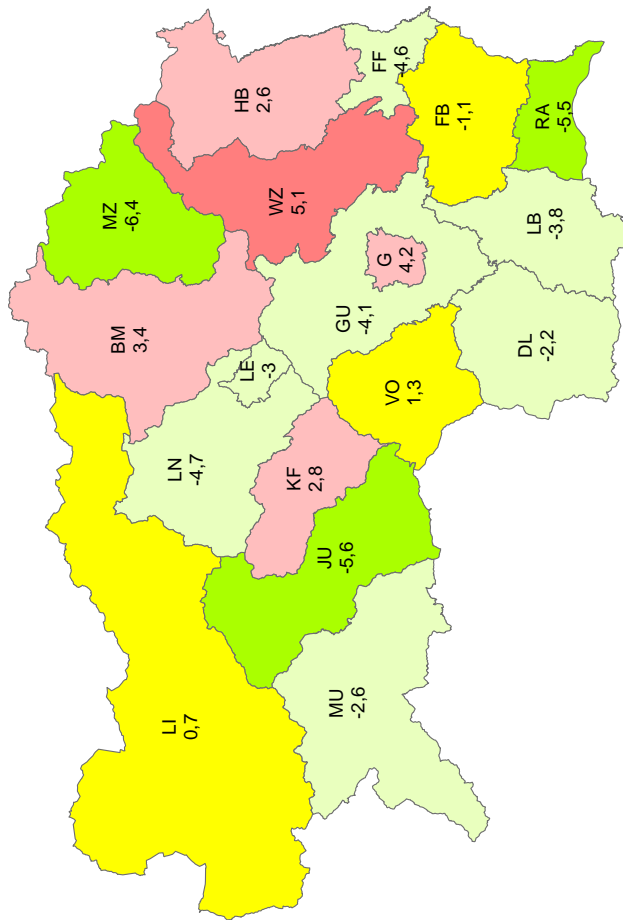 MZ
-6,4
BM
3,4
LI
0,7
LN
-4,7
HB
2,6
LE
-3
WZ
5,1
KF
2,8
JU
-5,6
MU
-2,6
GU
-4,1
FF
-4,6
G
4,2
VO
1,3
FB
-1,1
DL
-2,2
LB
-3,8
RA
-5,5